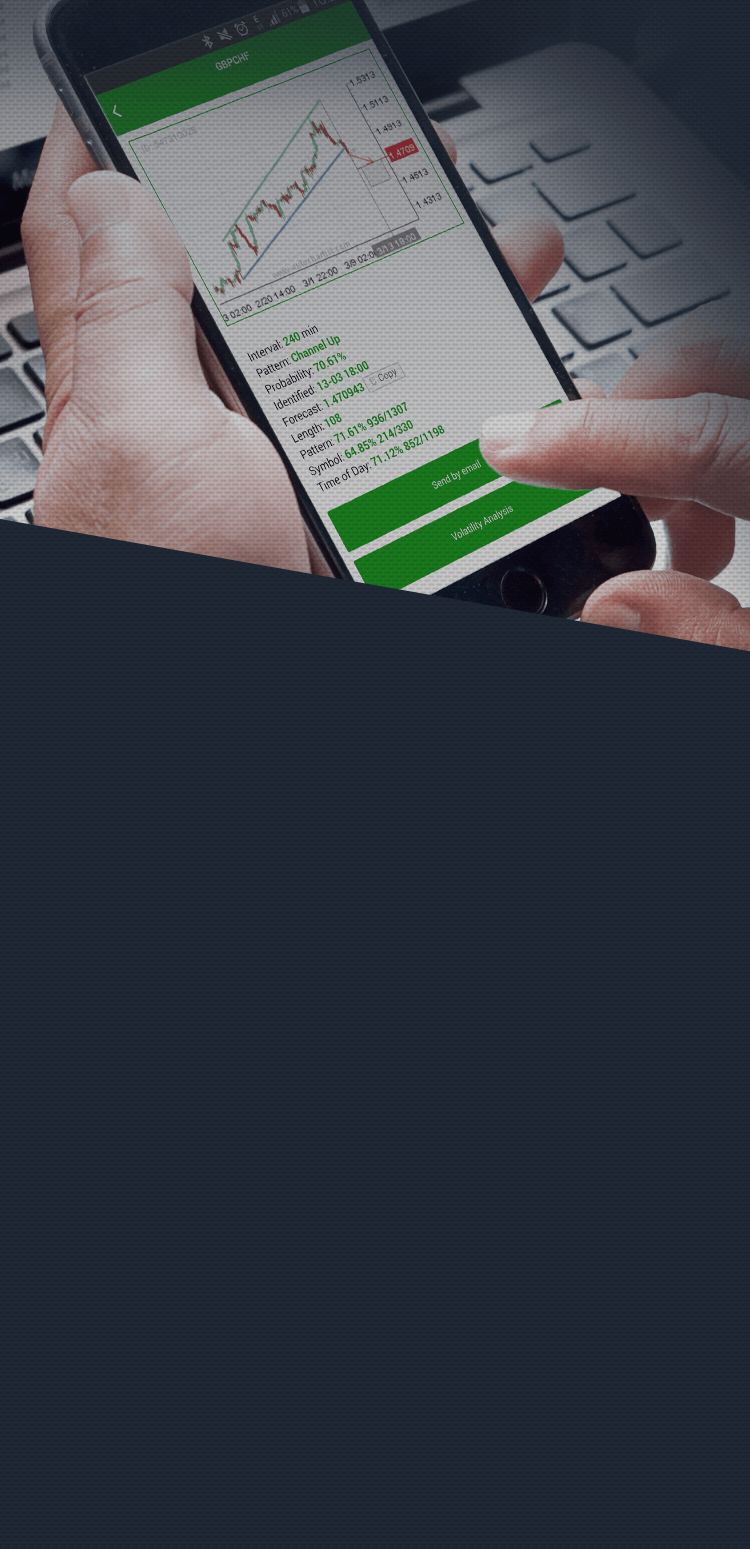 61%
GBPCHF
1.5313
1.5113
1.4913
1.4709
1.4513
1.4313
3 02:00 2/20 14:00 3/1 22:00 3/9 02:0 3/13 18:00
Interval: 240 min
Pattern: Channel Up
Probability: 70.61%
Identified: 13-03 18:00
Forecast: 1.470943 Copy
Length: 108
Pattern: 71.61% 936/1307
Symbol: 64.85% 214/330
Time of Day: 71.12% 852/1198
Send by email
Volatility Analysis